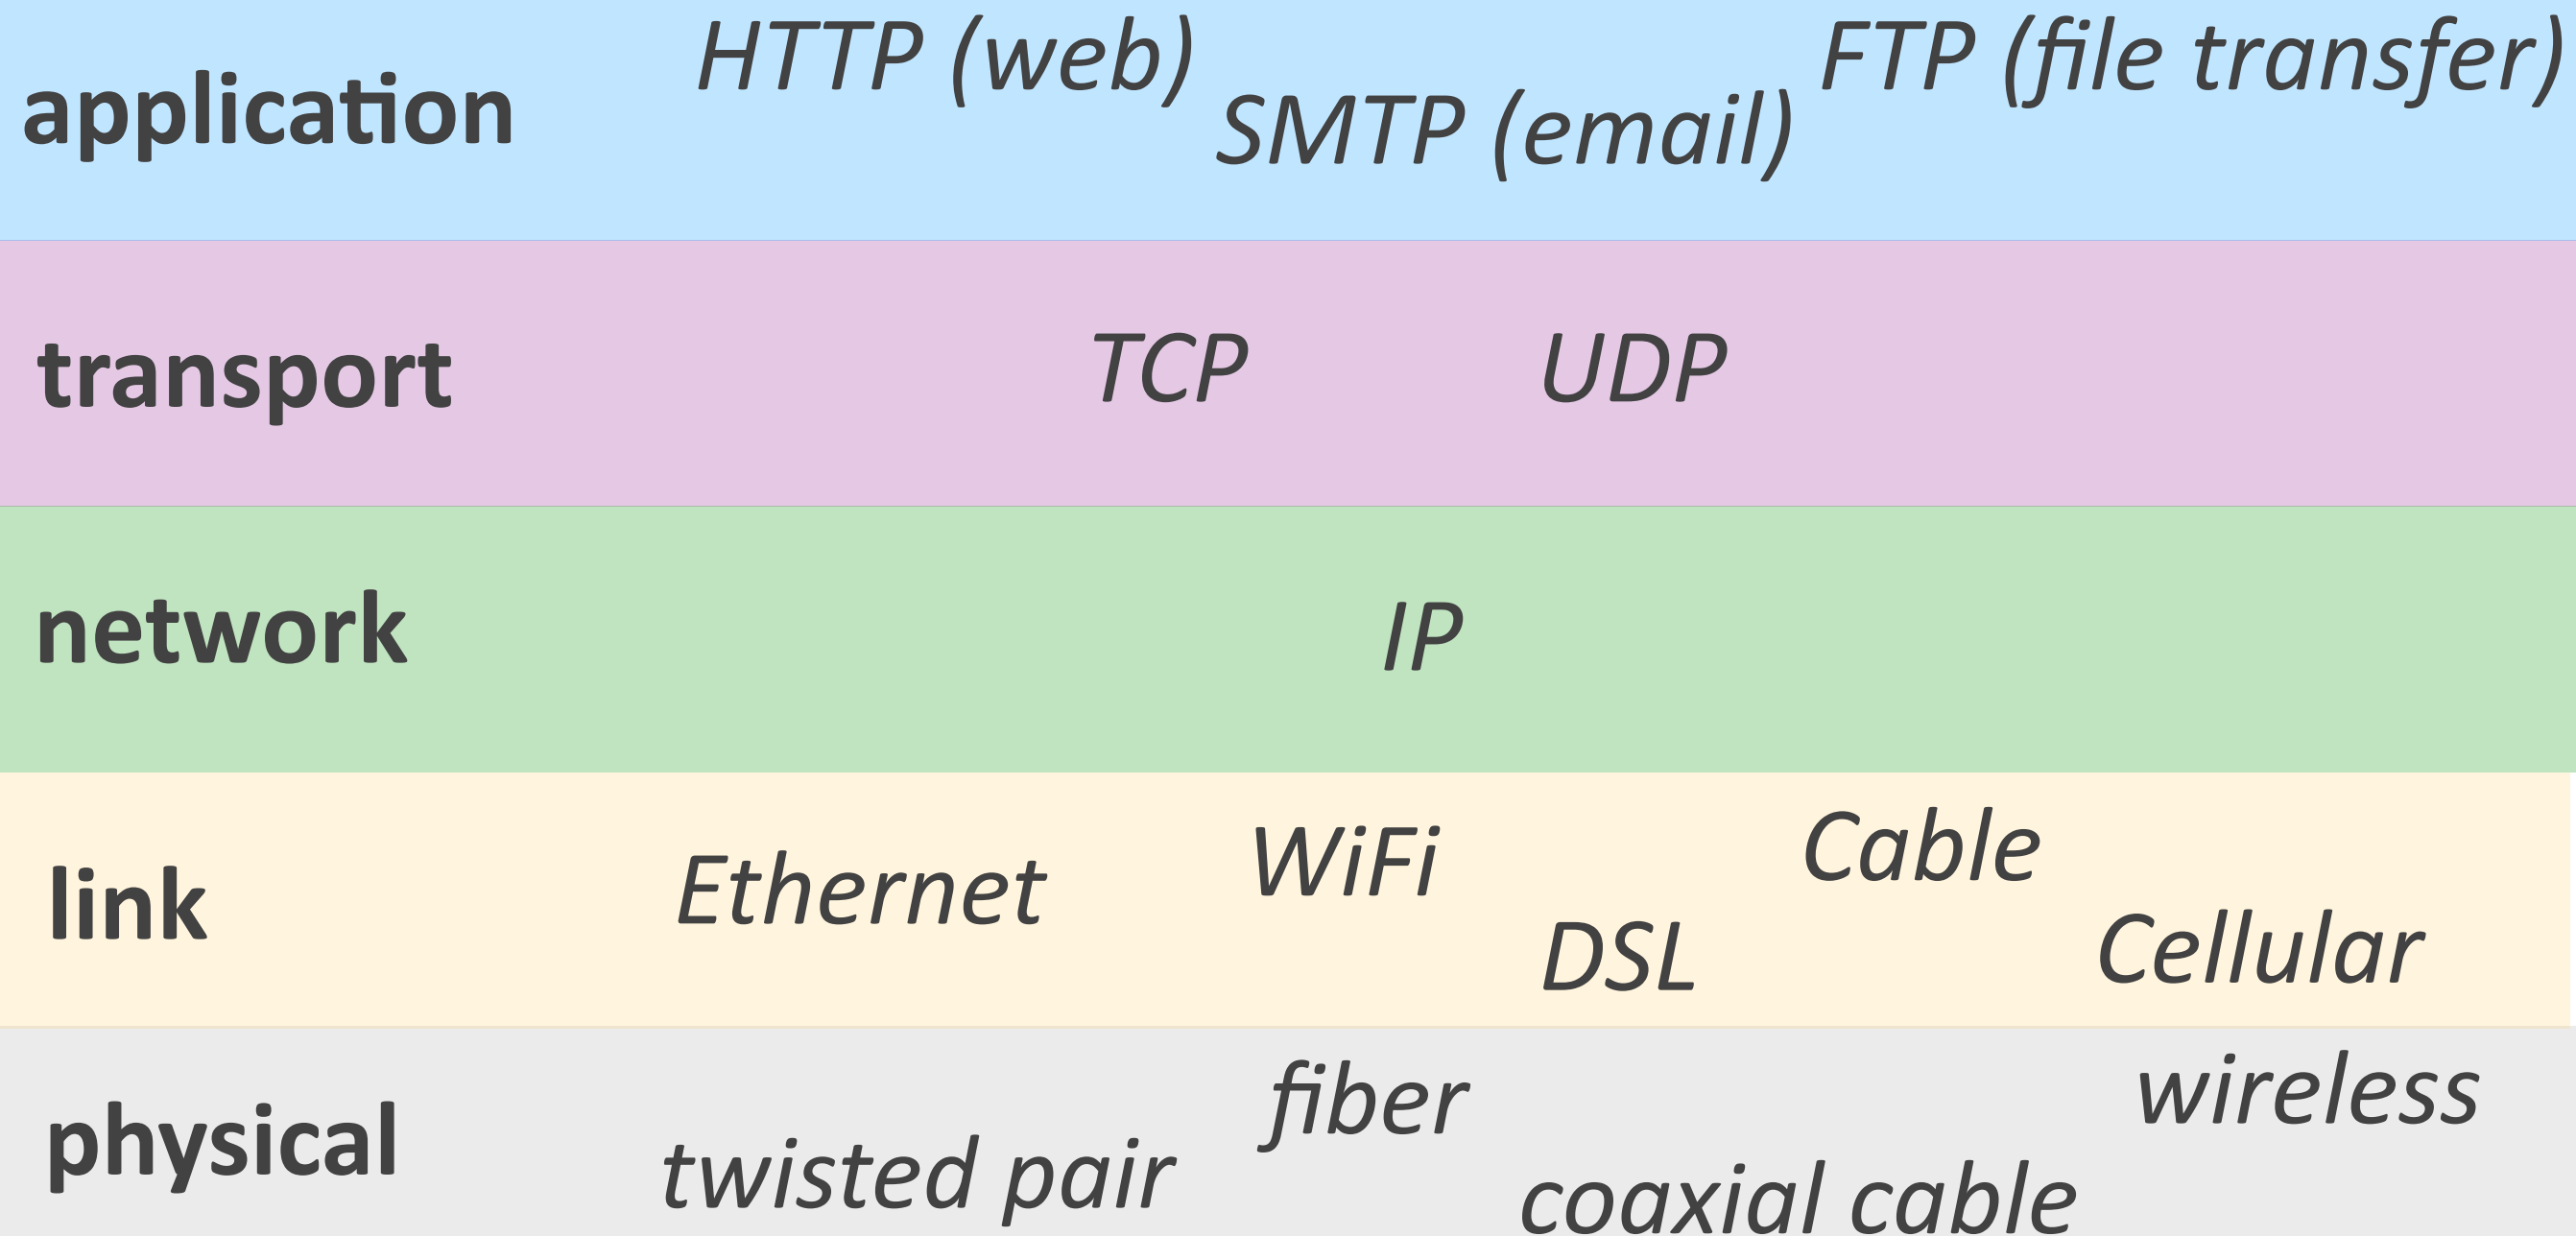 application
HTTP (web)
SMTP (email)
FTP (file transfer)
transport
TCP
UDP
network
IP
link
Ethernet
WiFi
DSL
Cable
Cellular
physical
twisted pair
fiber
coaxial cable
wireless